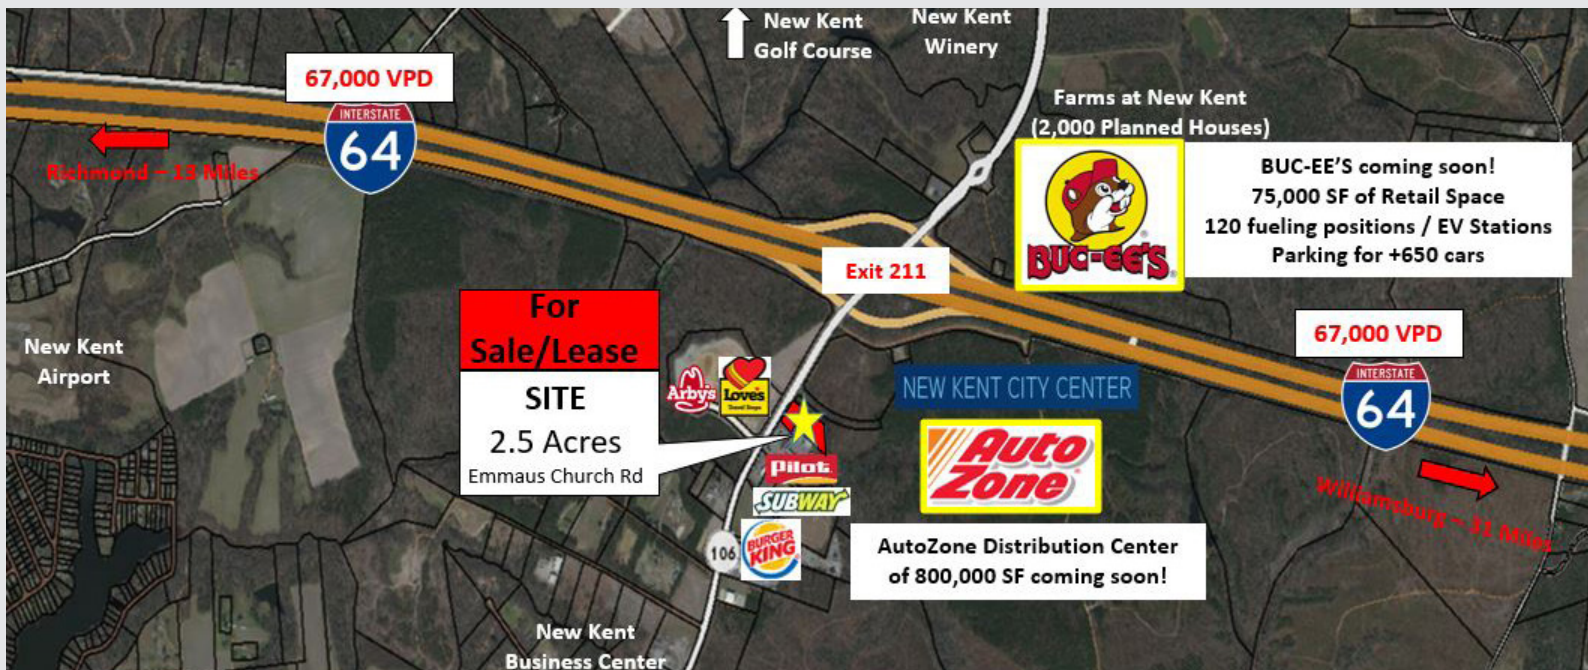 New Kent
Golf Course
New Kent
Winery
67,000 VPD
INTERSTATE
64
Richmond – 13 Miles
Farms at New Kent
(2,000 Planned Houses)
BUC-EE'S
BUC-EE'S coming soon!
75,000 SF of Retail Space
120 fueling positions / EV Stations
Parking for +650 cars
Exit 211
For
Sale/Lease
SITE
2.5 Acres
Emmaus Church Rd
New Kent
Airport
Arby's
Love's
Travel Stops
67,000 VPD
INTERSTATE
64
Williamsburg – 31 Miles
NEW KENT CITY CENTER
Auto
Zone
PILOT
SUBWAY
BURGER
KING
106
AutoZone Distribution Center
of 800,000 SF coming soon!
New Kent
Business Center